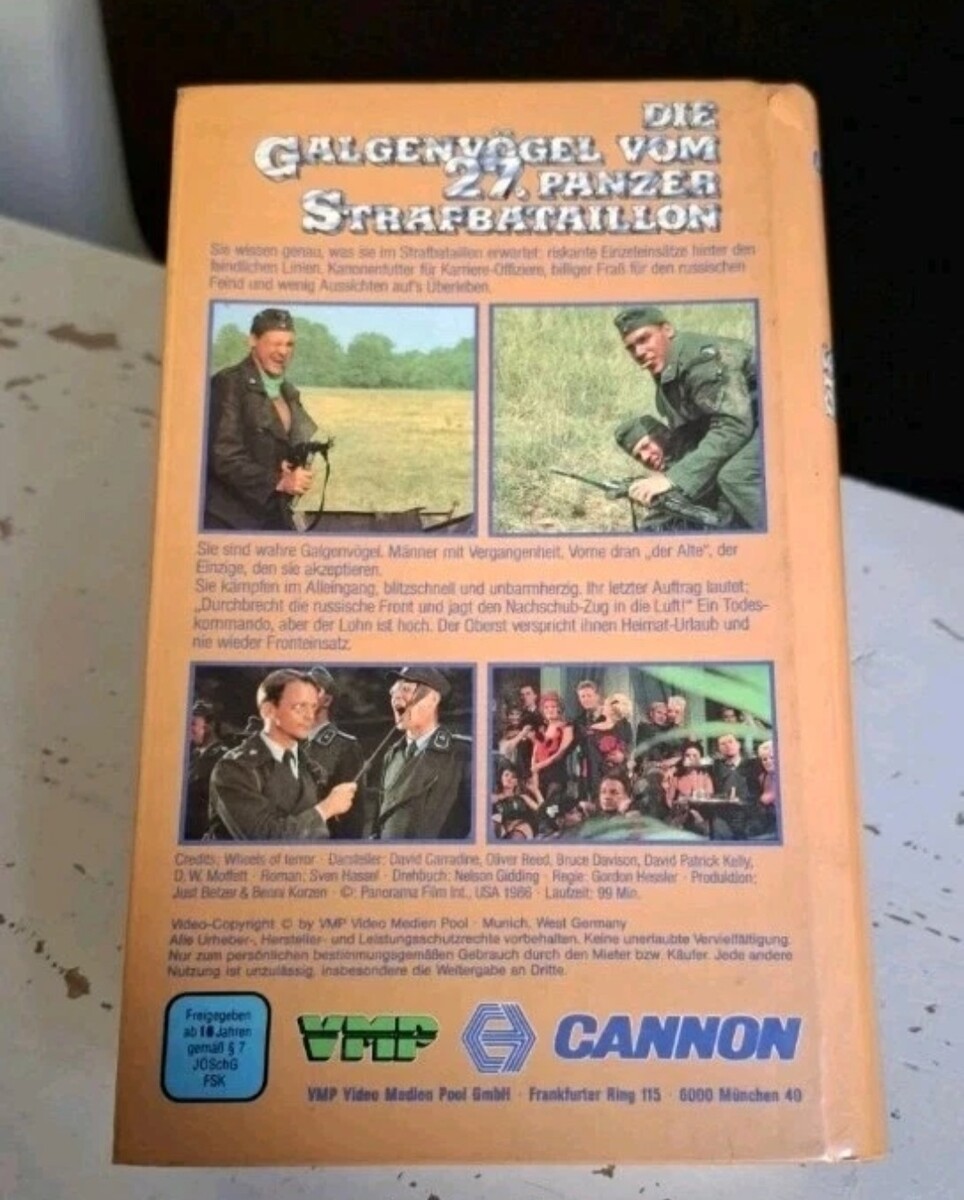 DIE
GALGENVÖGEL VOM
27. PANZER
STRAFBATAILLON
Sie wissen genau, was sie im Strafbataillon erwartet: riskante Einzeleinsätze hinter den
feindlichen Linien, Kanonenfutter für Karriere-Offiziere, billiger Fraß für den russischen
Feind und wenig Aussichten auf's Überleben.
Sie sind wahre Galgenvögel. Männer mit Vergangenheit. Vorne dran „der Alte“, der
Einzige, den sie akzeptieren.
Sie kämpfen im Alleingang, blitzschnell und unbarmherzig. Ihr letzter Auftrag lautet:
„Durchbrecht die russische Front und jagt den Nachschub-Zug in die Luft!“ Ein Todes-
kommando, aber der Lohn ist hoch. Der Oberst verspricht ihnen Heimat-Urlaub und
nie wieder Fronteinsatz.
Credits: Wheels of terror · Darsteller: David Carradine, Oliver Reed, Bruce Davison, David Patrick Kelly,
D. W. Moffett · Roman: Sven Hassel · Drehbuch: Nelson Gidding · Regie: Gordon Hessler · Produktion:
Just Betzer & Benni Korzen · ©: Panorama Film Int., USA 1986 · Laufzeit: 99 Min.
Video-Copyright © by VMP Video Medien Pool · Munich, West Germany
Alle Urheber-, Hersteller- und Leistungsschutzrechte vorbehalten. Keine unerlaubte Vervielfältigung.
Nur zum persönlichen bestimmungsgemäßen Gebrauch durch den Mieter bzw. Käufer. Jede andere
Nutzung ist unzulässig, insbesondere die Weitergabe an Dritte.
Freigegeben
ab 18 Jahren
gemäß § 7
JÖSchG
FSK
VMP
CANNON
VMP Video Medien Pool GmbH · Frankfurter Ring 115 · 8000 München 40